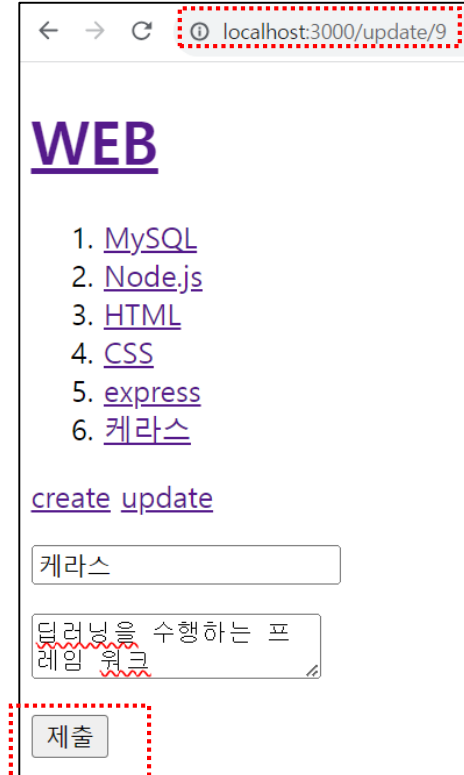 localhost:3000/update/9
WEB
1. MySQL
2. Node.js
3. HTML
4. CSS
5. express
6. 케라스
create update
케라스
딥러닝을 수행하는 프
레임 워크
제출